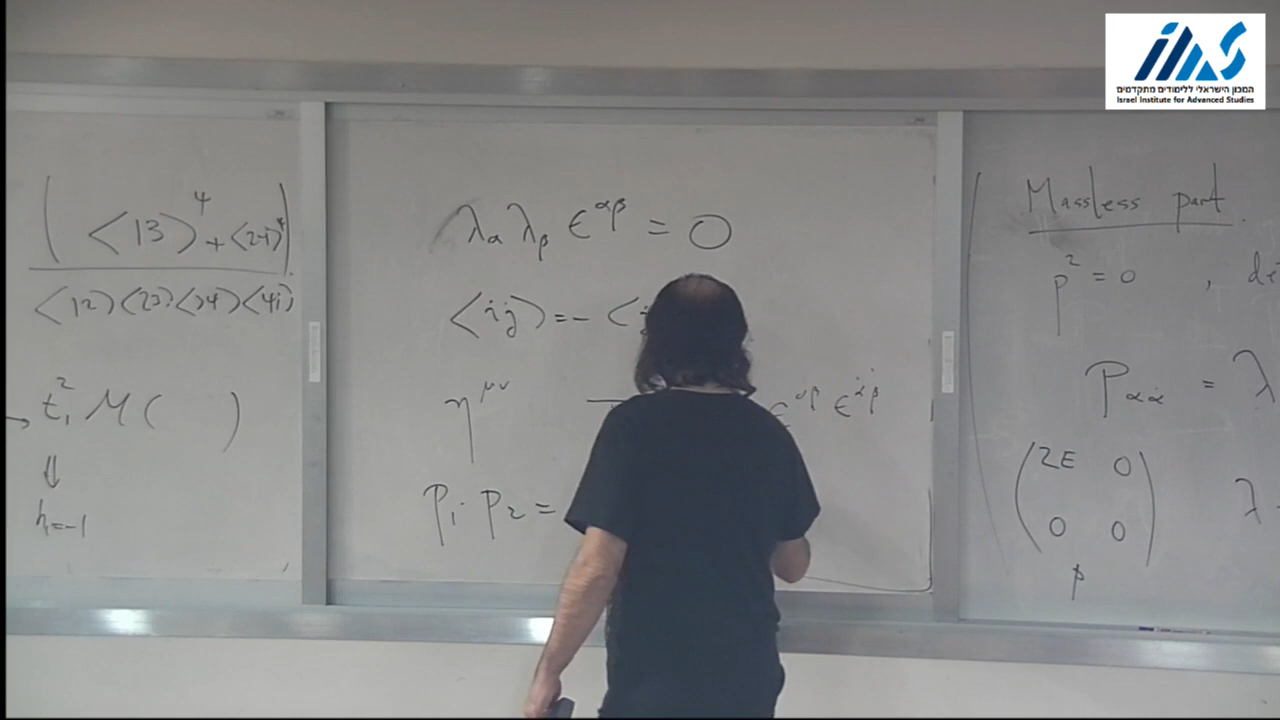 המכון הישראלי ללימודים מתקדמים
Israel Institute for Advanced Studies
(<13>⁴ + <24>⁴)
<12><23><34><4i>
→ t₁² M( )
⇓
h₁=-1
λ_α λ_β ε^{αβ} = 0
<ij> = - <i
η^{μν} ε^{αβ} ε^{α̇β̇}
P₁ · P₂ =
Massless part.
p² = 0 , de
P_{αα̇} = λ
(2E 0
0 0)
λ =
p